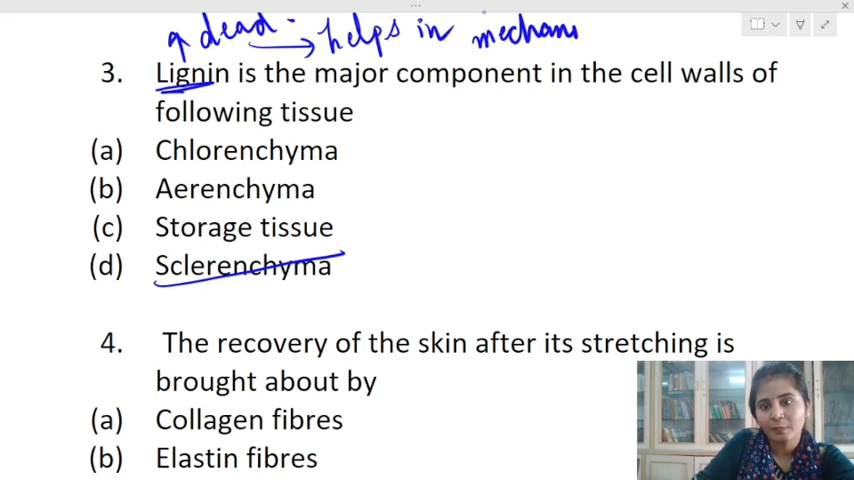 dead. → helps in mechans
3. Lignin is the major component in the cell walls of
following tissue
(a) Chlorenchyma
(b) Aerenchyma
(c) Storage tissue
(d) Sclerenchyma
4. The recovery of the skin after its stretching is
brought about by
(a) Collagen fibres
(b) Elastin fibres